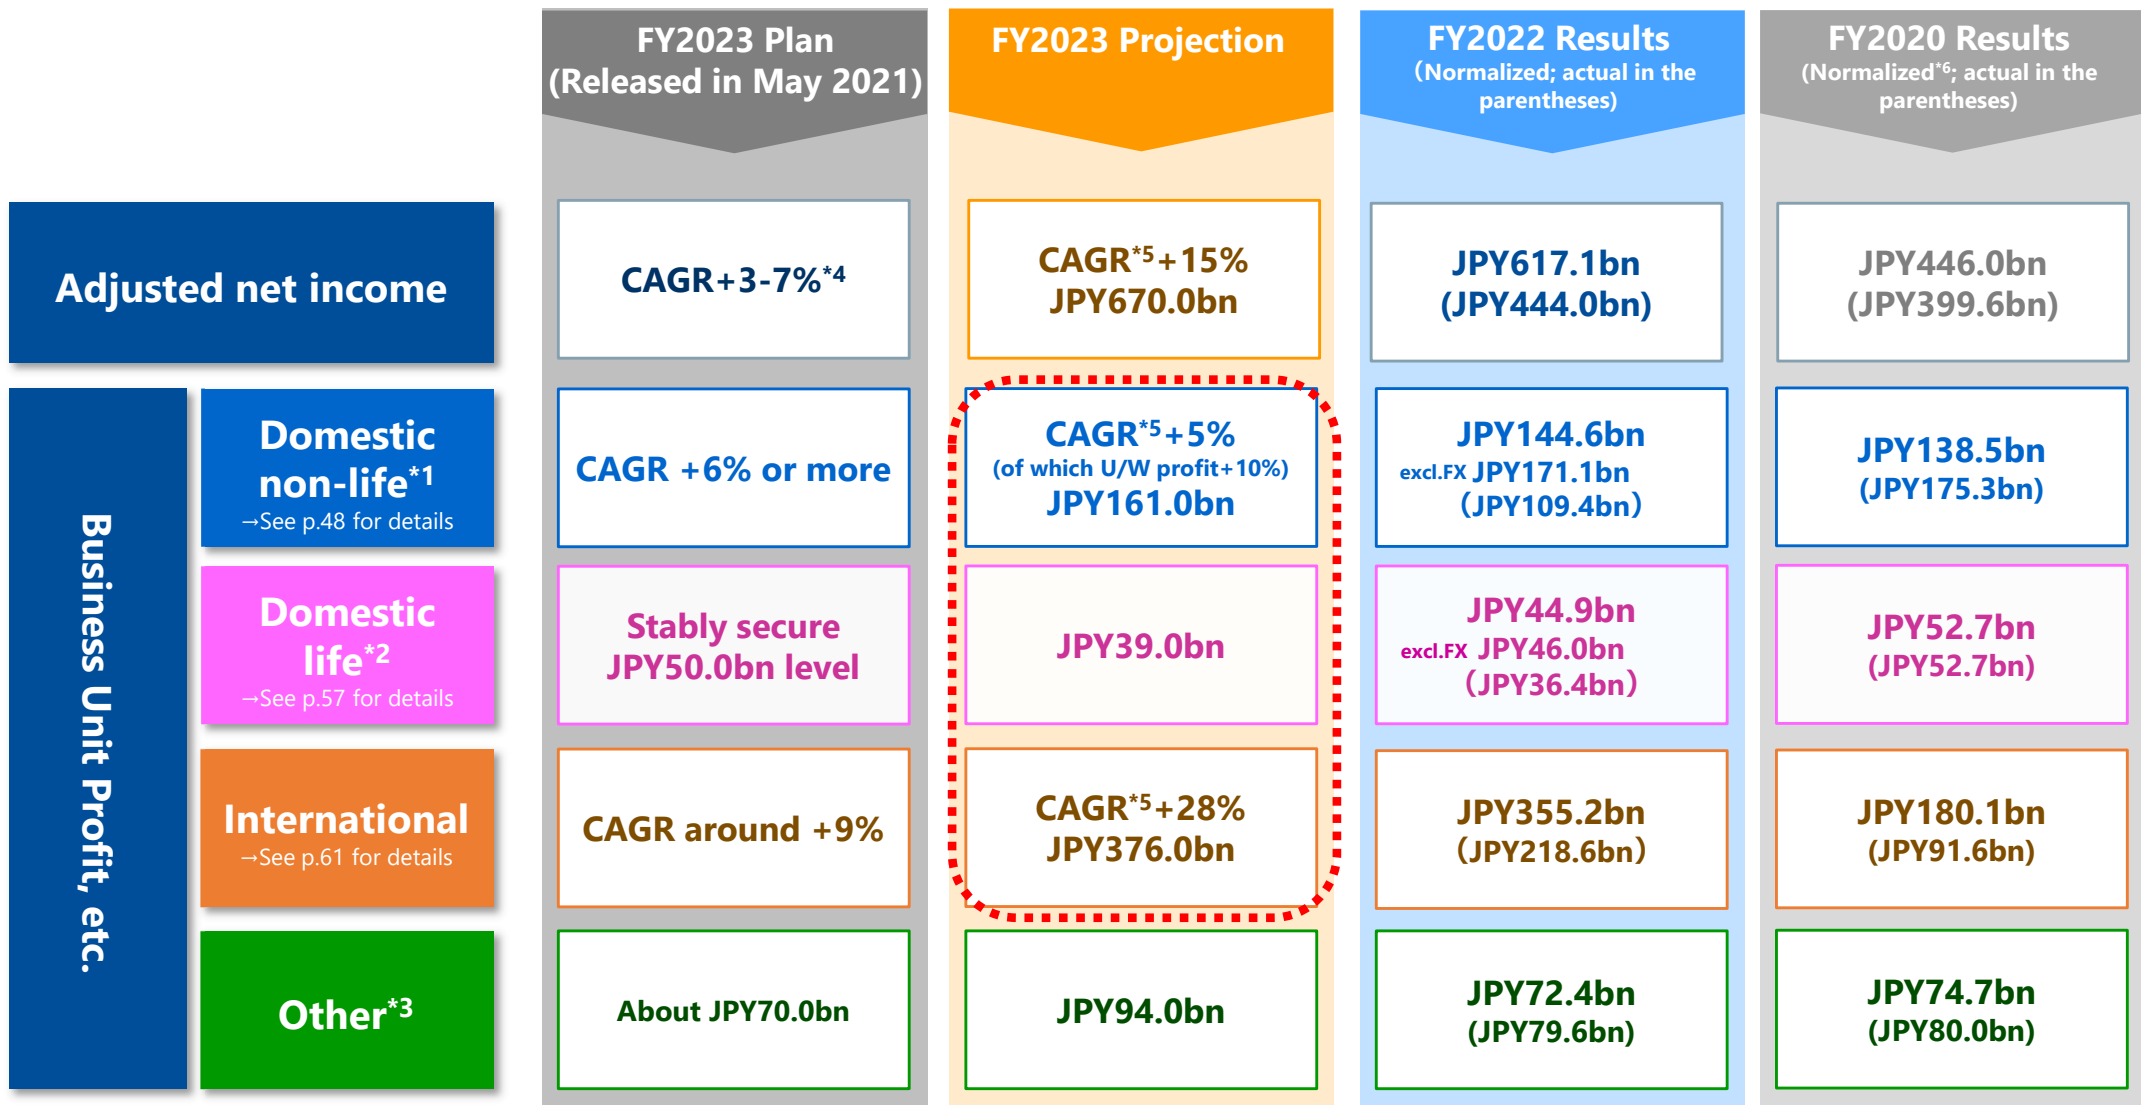 FY2023 Plan
(Released in May 2021)
FY2023 Projection
FY2022 Results
(Normalized; actual in the
parentheses)
FY2020 Results
(Normalized*6; actual in the
parentheses)
Adjusted net income
CAGR+3-7%*4
CAGR*5+15%
JPY670.0bn
JPY617.1bn
(JPY444.0bn)
JPY446.0bn
(JPY399.6bn)
Business Unit Profit, etc.
Domestic
non-life*1
→See p.48 for details
CAGR +6% or more
CAGR*5+5%
(of which U/W profit+10%)
JPY161.0bn
JPY144.6bn
excl.FX JPY171.1bn
(JPY109.4bn)
JPY138.5bn
(JPY175.3bn)
Domestic
life*2
→See p.57 for details
Stably secure
JPY50.0bn level
JPY39.0bn
JPY44.9bn
excl.FX JPY46.0bn
(JPY36.4bn)
JPY52.7bn
(JPY52.7bn)
International
→See p.61 for details
CAGR around +9%
CAGR*5+28%
JPY376.0bn
JPY355.2bn
(JPY218.6bn)
JPY180.1bn
(JPY91.6bn)
Other*3
About JPY70.0bn
JPY94.0bn
JPY72.4bn
(JPY79.6bn)
JPY74.7bn
(JPY80.0bn)